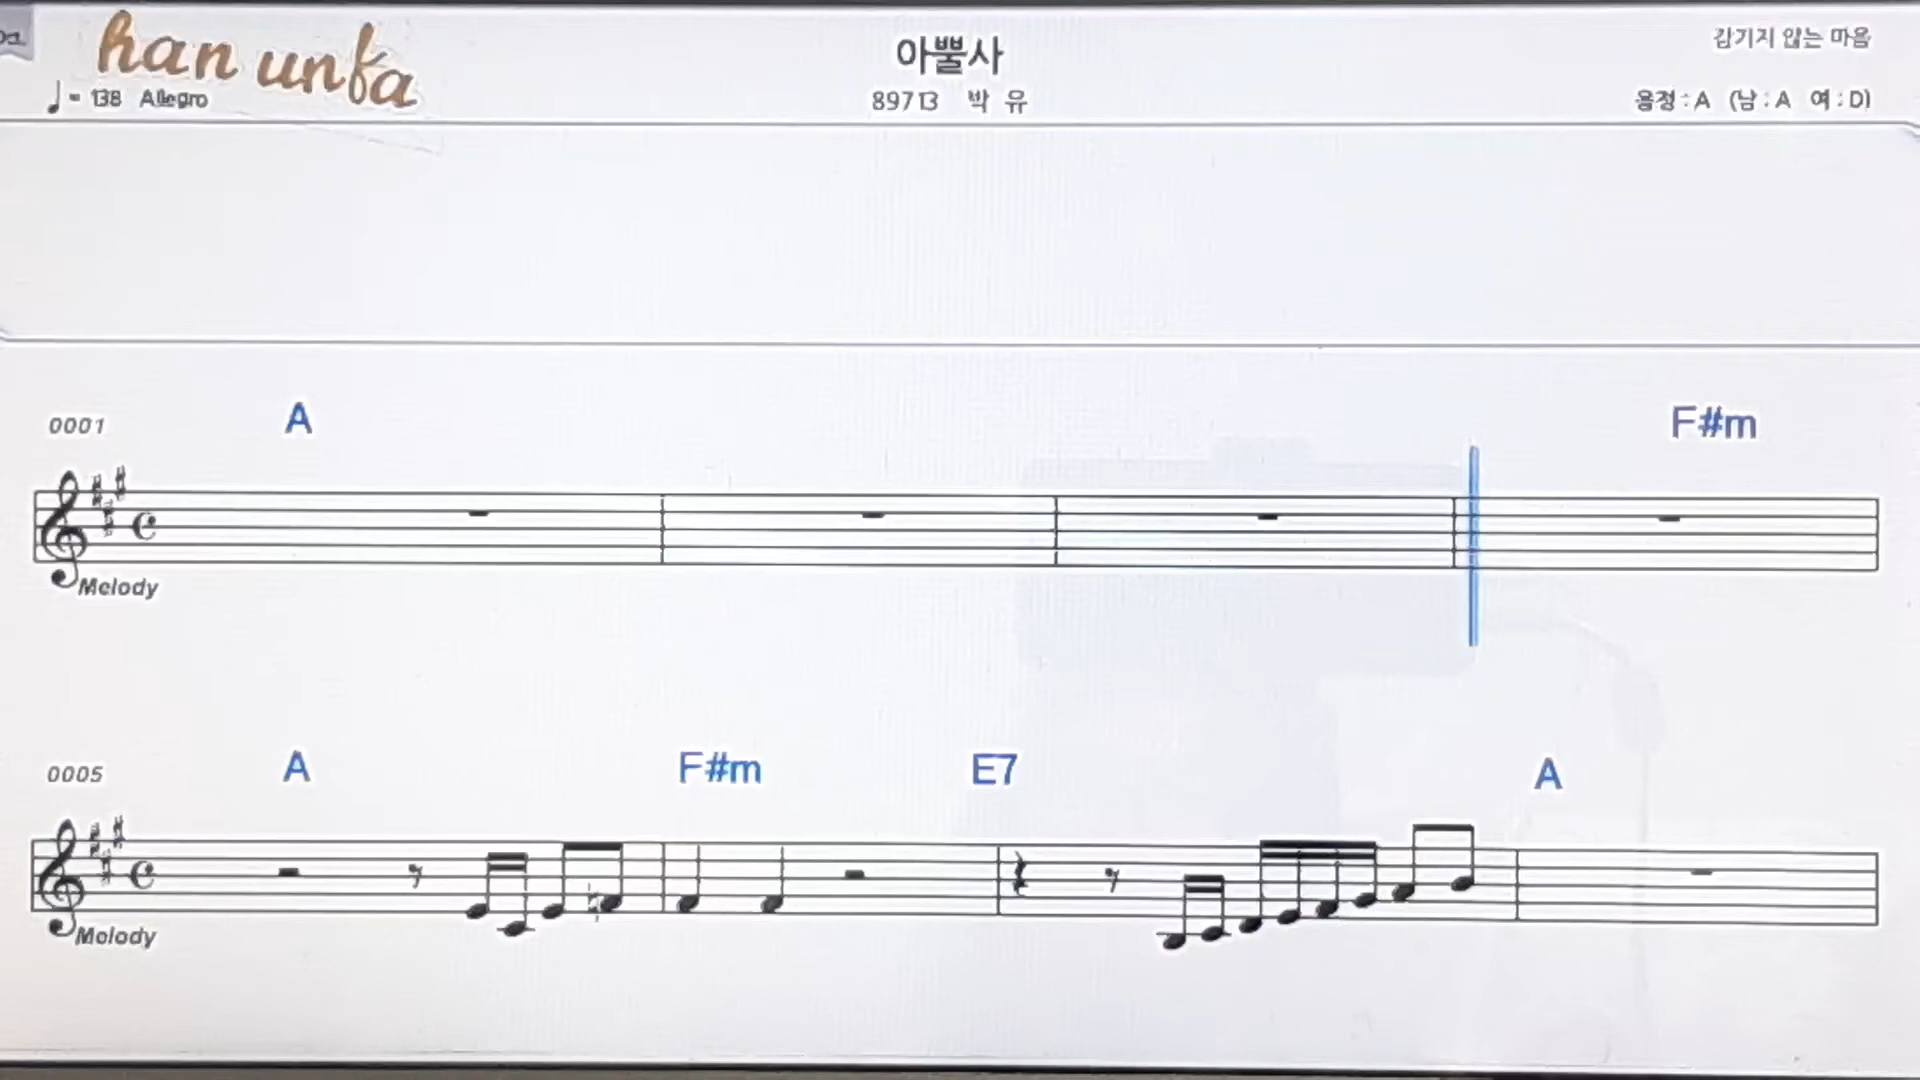 han unfa
♩= 138 Allegro
아뿔사
89713 박 유
감기지 않는 마음
음정 : A (남 : A 여 : D)
0001
A
F#m
Melody
0005
A
F#m
E7
A
Melody